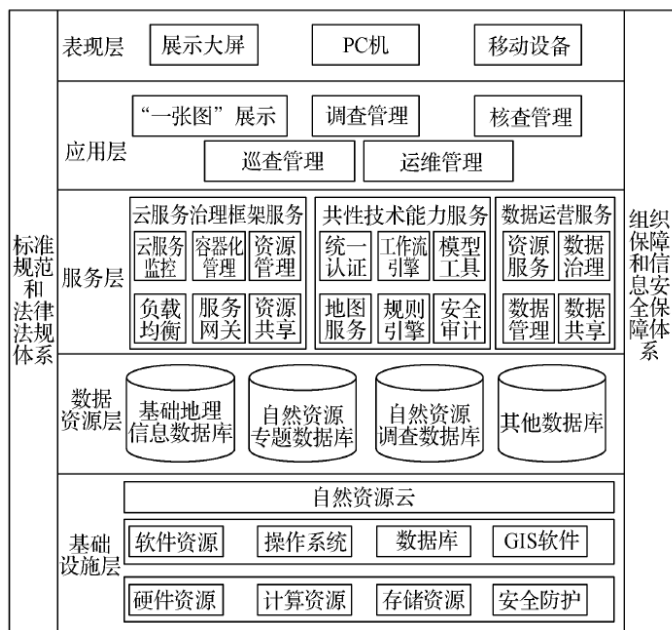 表现层
展示大屏
PC机
移动设备
应用层
“一张图”展示
调查管理
核查管理
巡查管理
运维管理
标准
规范
和
法律
法规
体系
组织
保障
和信
息安
全保
障体
系
服务层
云服务治理框架服务
云服务
监控
容器化
管理
资源
管理
负载
均衡
服务
网关
资源
共享
共性技术能力服务
统一
认证
工作流
引擎
模型
工具
地图
服务
规则
引擎
安全
审计
数据运营服务
资源
服务
数据
治理
数据
管理
数据
共享
数据
资源层
基础地理
信息数据库
自然资源
专题数据库
自然资源
调查数据库
其他数据库
基础
设施层
自然资源云
软件资源
操作系统
数据库
GIS软件
硬件资源
计算资源
存储资源
安全防护